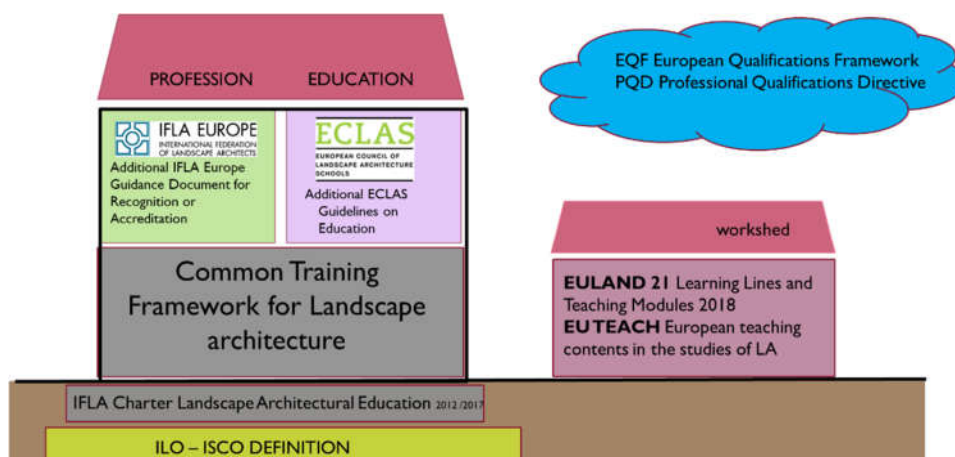 PROFESSION EDUCATION
IFLA EUROPE
INTERNATIONAL FEDERATION
OF LANDSCAPE ARCHITECTS
Additional IFLA Europe
Guidance Document for
Recognition or
Accreditation
ECLAS
EUROPEAN COUNCIL OF
LANDSCAPE ARCHITECTURE
SCHOOLS
Additional ECLAS
Guidelines on
Education
Common Training
Framework for Landscape
architecture
IFLA Charter Landscape Architectural Education 2012 /2017
ILO – ISCO DEFINITION
EQF European Qualifications Framework
PQD Professional Qualifications Directive
workshed
EULAND 21 Learning Lines and
Teaching Modules 2018
EU TEACH European teaching
contents in the studies of LA